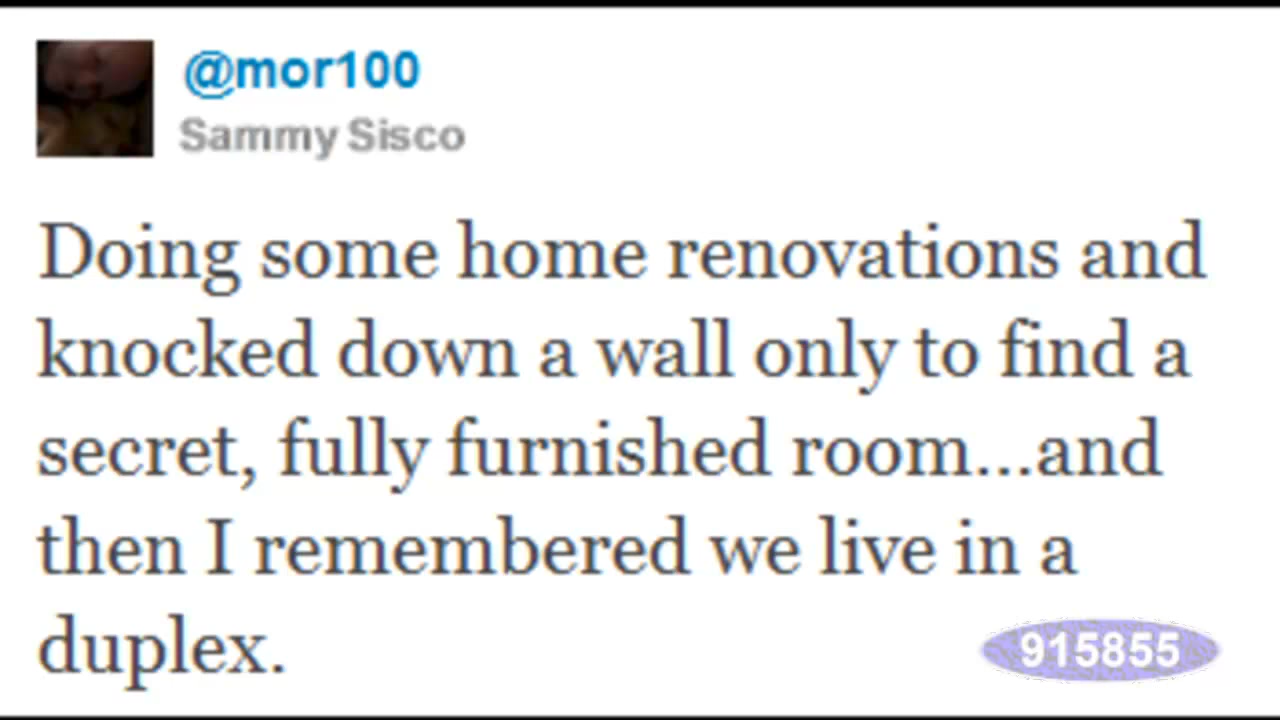 @mor100
Sammy Sisco
Doing some home renovations and
knocked down a wall only to find a
secret, fully furnished room...and
then I remembered we live in a
duplex.
915855